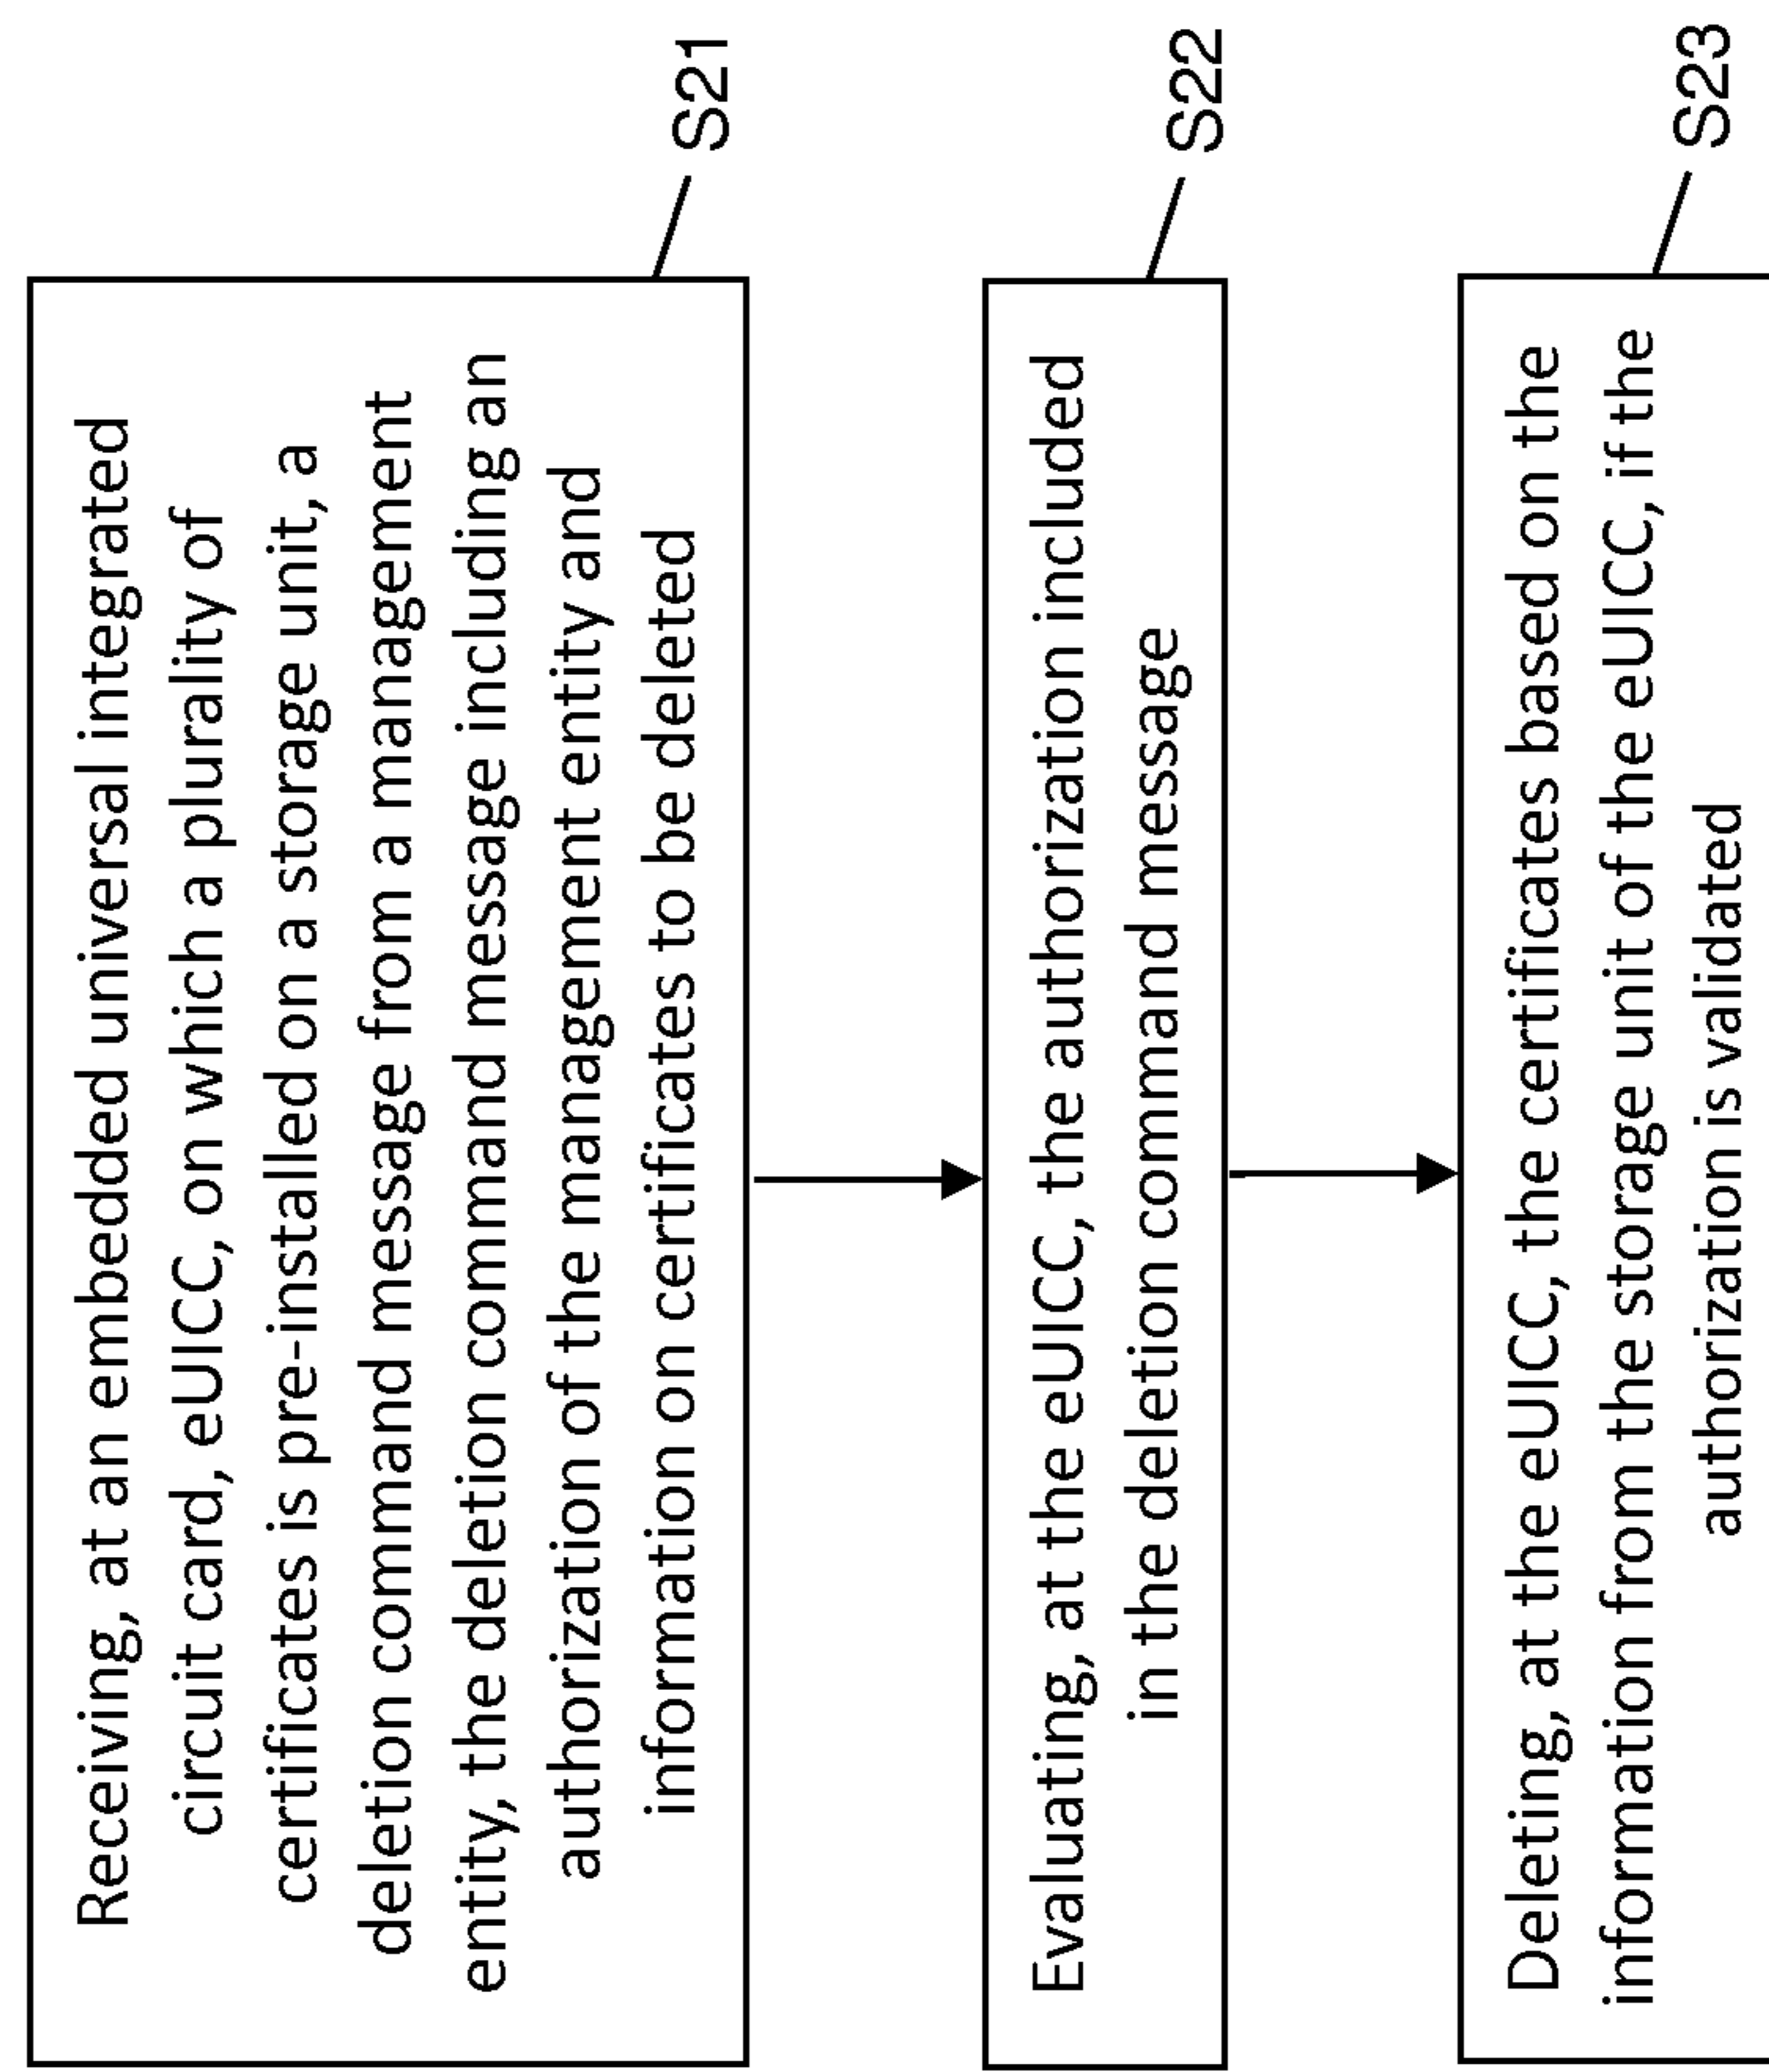 Receiving, at an embedded universal integrated
circuit card, eUICC, on which a plurality of
certificates is pre-installed on a storage unit, a
deletion command message from a management
entity, the deletion command message including an
authorization of the management entity and
information on certificates to be deleted
S21
Evaluating, at the eUICC, the authorization included
in the deletion command message
S22
Deleting, at the eUICC, the certificates based on the
information from the storage unit of the eUICC, if the
authorization is validated
S23